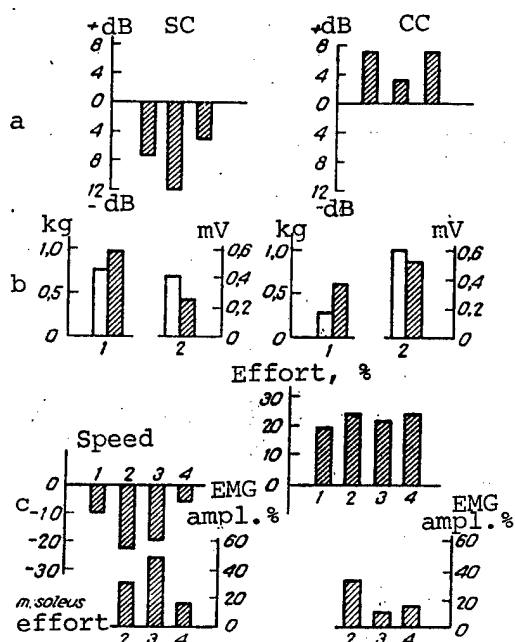 +dB SC +dB CC
8 8
4 4
0 0
a
4 4
8 8
12 12
-dB -dB
kg mV kg mV
1,0 0,6 1,0 0,6
b 0,5 0,4 0,5 0,4
0,2 0,2
0 0 0 0
1 2 1 2
Effort, %
30
20
10
0
1 2 3 4
Speed
1 2 3 4
0
c -10
-20
-30
EMG EMG
ampl.% ampl.%
60 60
40 40
20 20
0 0
m. soleus
effort
2 3 4 2 3 4